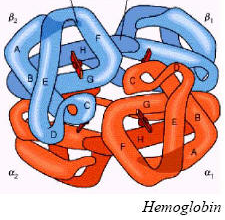 β2 β1
A F
H
B E G C D
C G
D E B
F H A
α2 α1
Hemoglobin